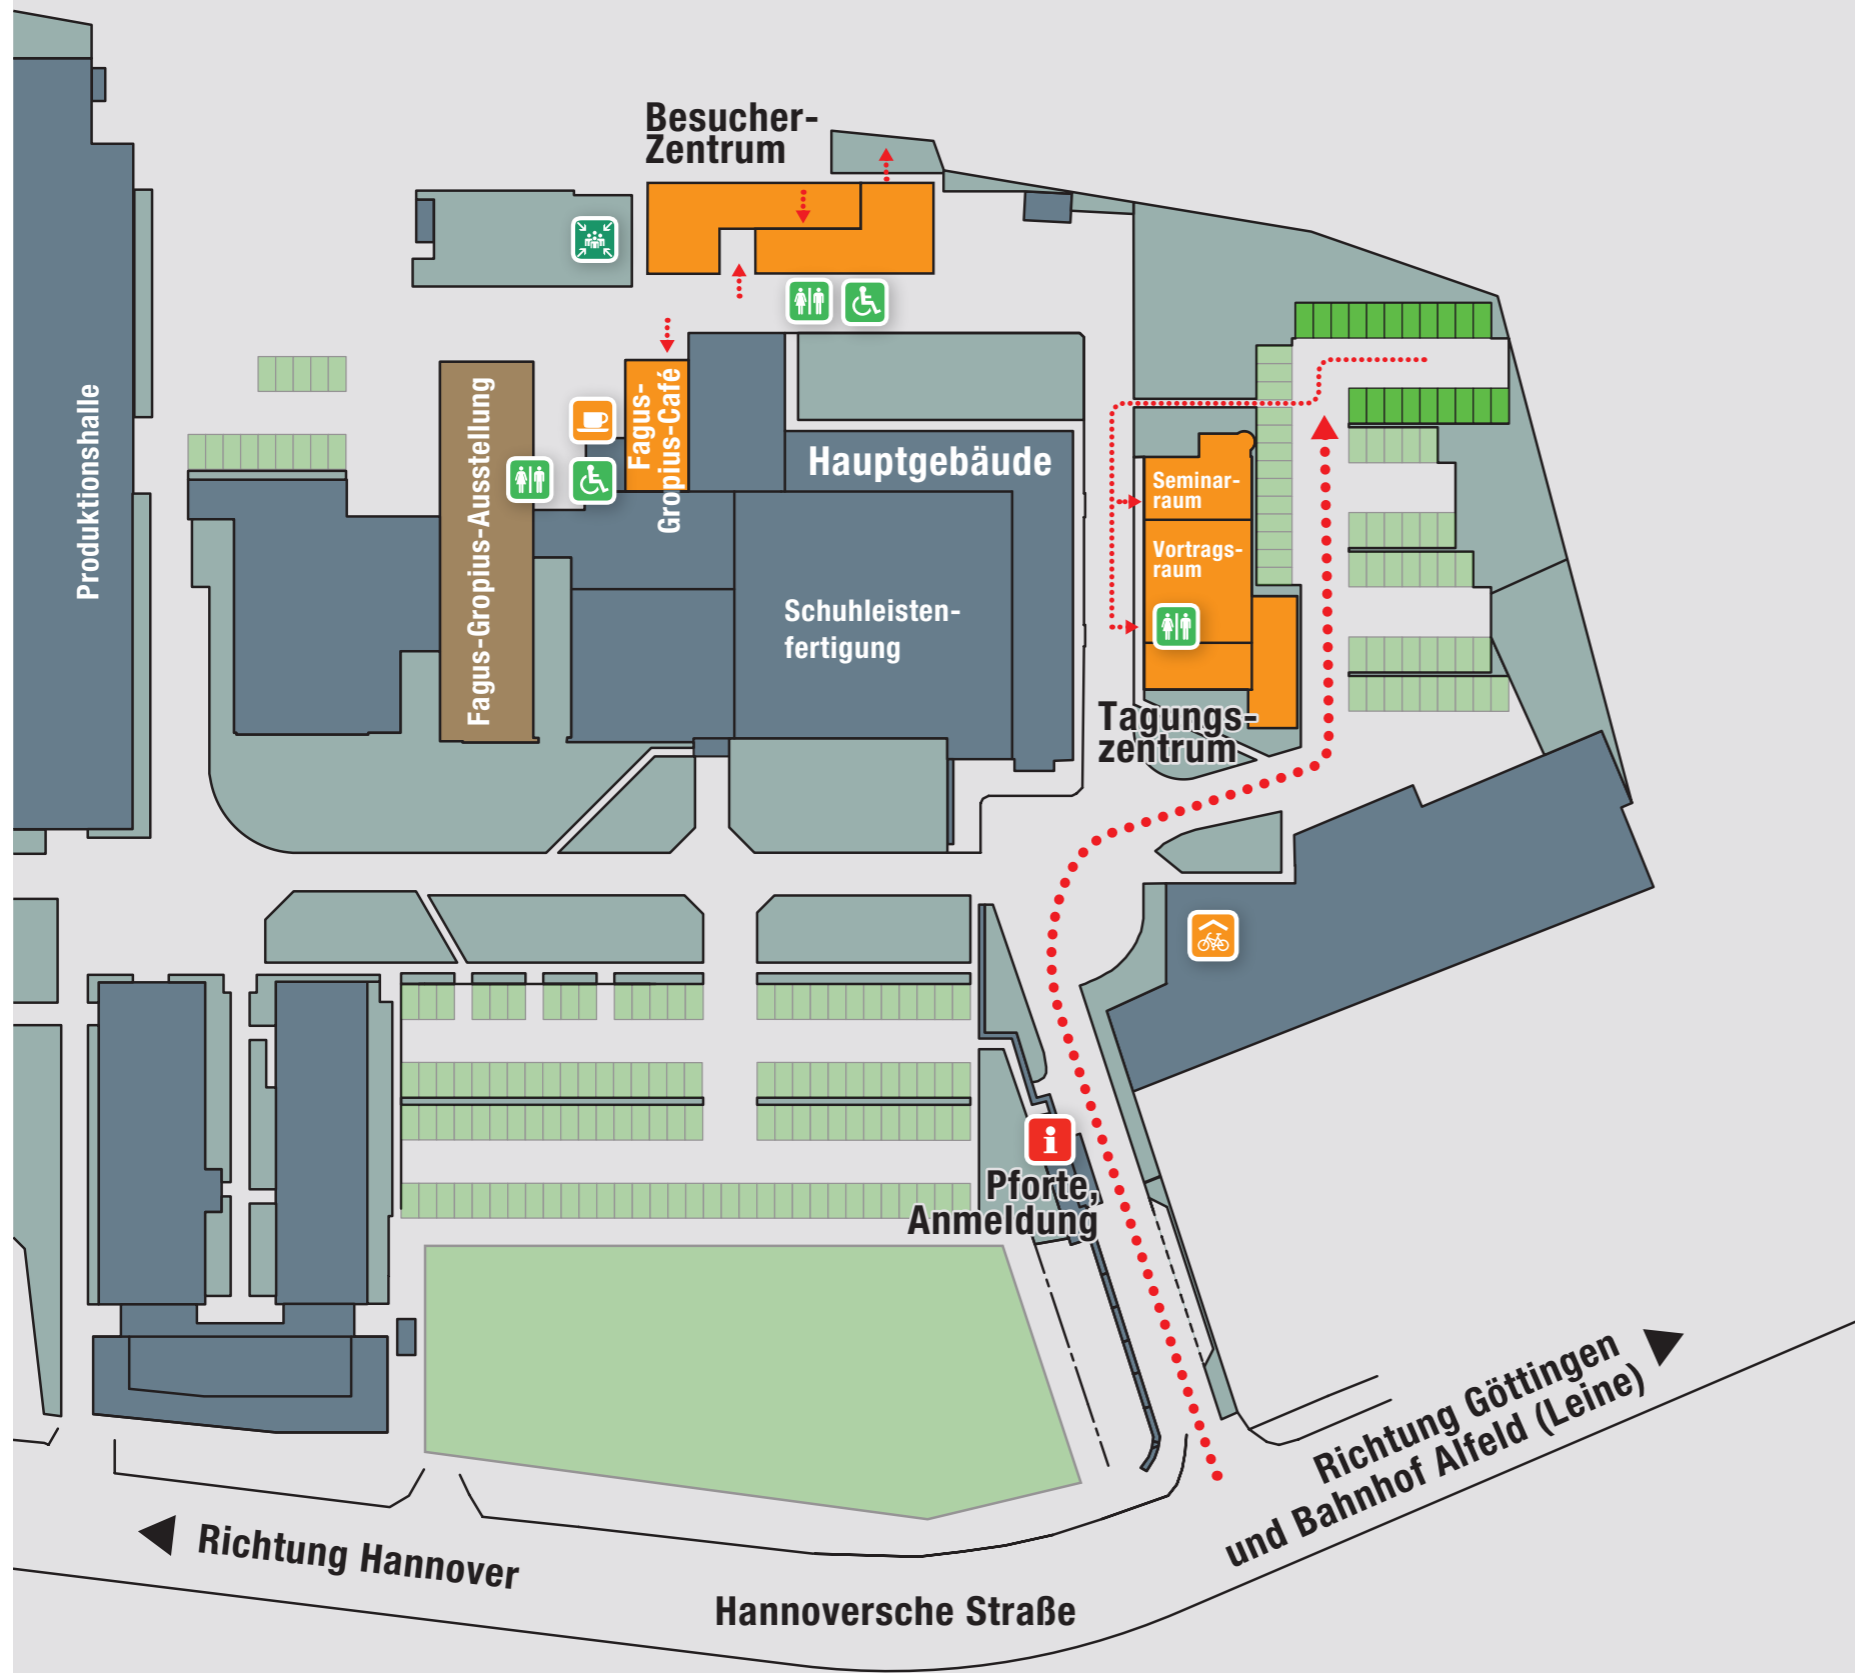 Besucher-
Zentrum
Produktionshalle
Fagus-Gropius-Ausstellung
Fagus-
Gropius-Café
Hauptgebäude
Seminar-
raum
Vortrags-
raum
Schuhleisten-
fertigung
Tagungs-
zentrum
i
Pforte,
Anmeldung
Richtung Göttingen
und Bahnhof Alfeld (Leine)
Richtung Hannover
Hannoversche Straße